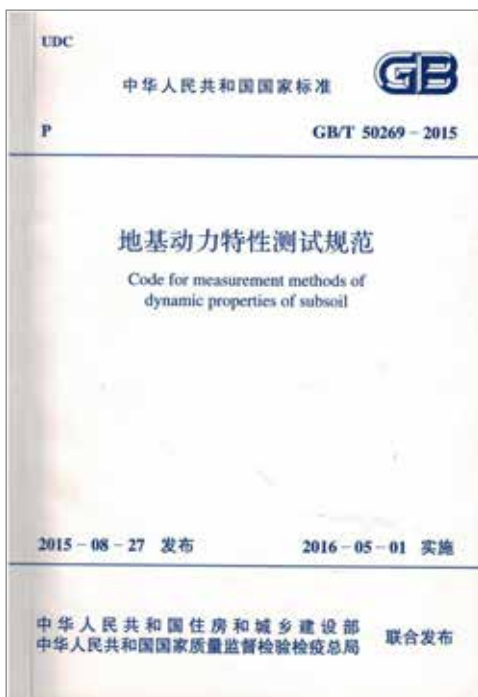 UDC
中华人民共和国国家标准
GB
P
GB/T 50269-2015
地基动力特性测试规范
Code for measurement methods of
dynamic properties of subsoil
2015-08-27 发布
2016-05-01 实施
中华人民共和国住房和城乡建设部
中华人民共和国国家质量监督检验检疫总局
联合发布